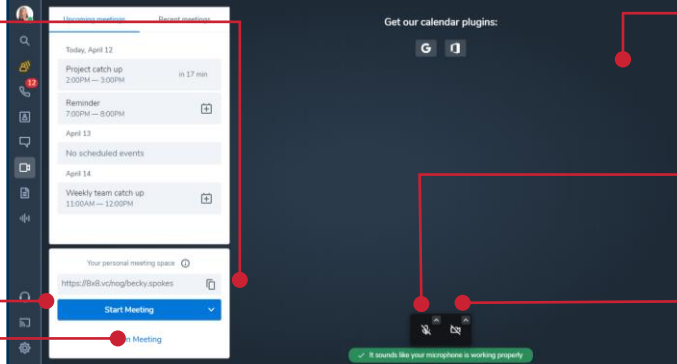 Upcoming meetings
Recent meetings
Today, April 12
Project catch up
2:00PM — 3:00PM
in 17 min
Reminder
7:00PM — 8:00PM
April 13
No scheduled events
April 14
Weekly team catch up
11:00AM — 12:00PM
Your personal meeting space
https://8x8.vc/nog/becky.spokes
Start Meeting
n Meeting
12
Get our calendar plugins:
G
It sounds like your microphone is working properly